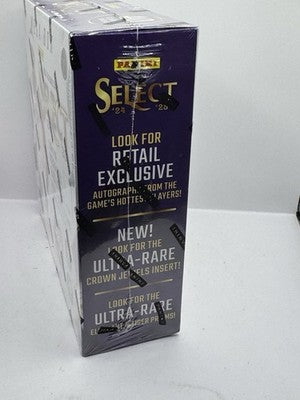 PANINI
SELECT
'24 '25
LOOK FOR
RETAIL
EXCLUSIVE
AUTOGRAPHS FROM THE
GAME'S HOTTEST PLAYERS!
NEW!
LOOK FOR THE
ULTRA-RARE
CROWN JEWELS INSERT!
LOOK FOR THE
ULTRA-RARE